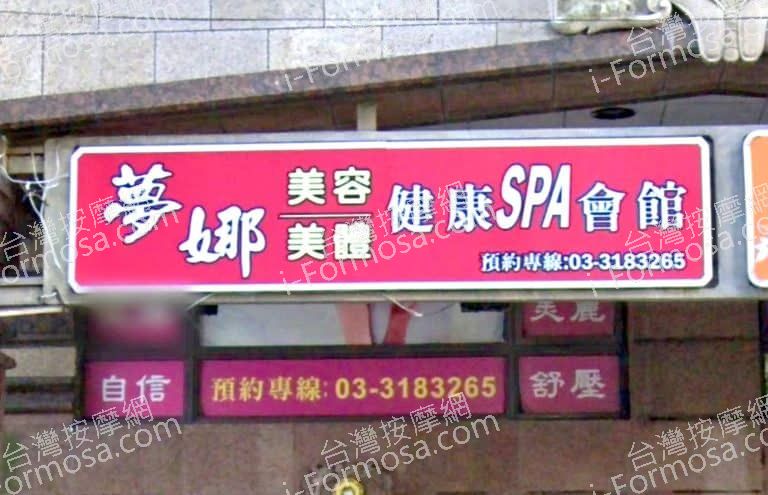 夢娜 美容 美體 健康SPA會館
預約專線:03-3183265
美麗
自信 預約專線:03-3183265 舒壓
台灣按摩網
i-Formosa.com